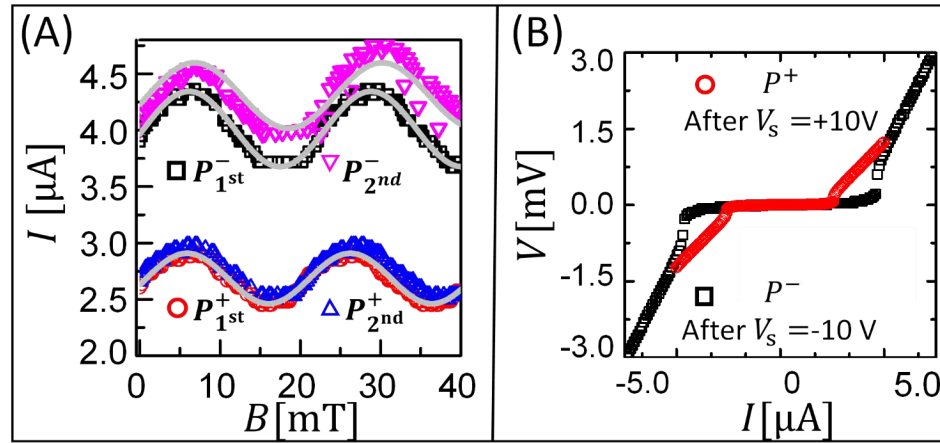 (A)
I [μA]
4.5
4.0
3.5
3.0
2.5
2.0
P⁻1st
P⁻2nd
P⁺1st
P⁺2nd
0 10 20 30 40
B[mT]
(B)
V [mV]
3.0
1.5
0.0
-1.5
-3.0
P⁺
After Vs =+10V
P⁻
After Vs =-10 V
-5.0 0 5.0
I[μA]